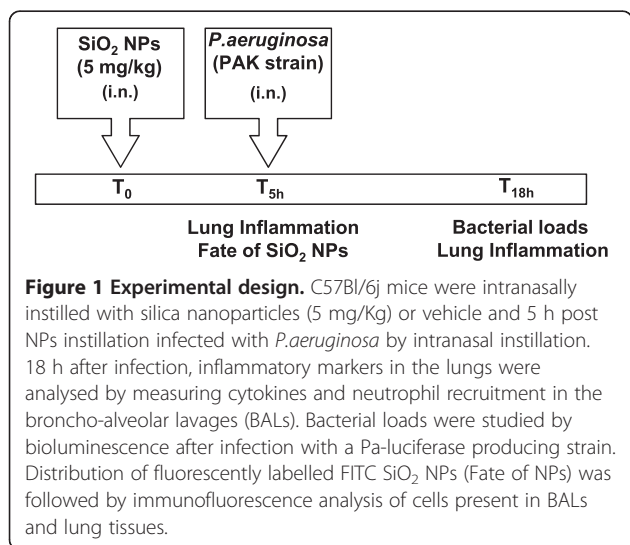 SiO2 NPs
(5 mg/kg)
(i.n.)
P.aeruginosa
(PAK strain)
(i.n.)
T0 T5h T18h
Lung Inflammation Bacterial loads
Fate of SiO2 NPs Lung Inflammation
Figure 1 Experimental design. C57Bl/6j mice were intranasally
instilled with silica nanoparticles (5 mg/Kg) or vehicle and 5 h post
NPs instillation infected with P.aeruginosa by intranasal instillation.
18 h after infection, inflammatory markers in the lungs were
analysed by measuring cytokines and neutrophil recruitment in the
broncho-alveolar lavages (BALs). Bacterial loads were studied by
bioluminescence after infection with a Pa-luciferase producing strain.
Distribution of fluorescently labelled FITC SiO2 NPs (Fate of NPs) was
followed by immunofluorescence analysis of cells present in BALs
and lung tissues.